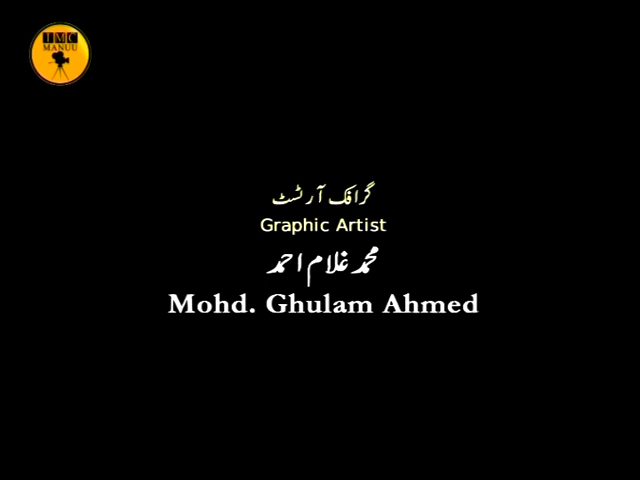 IMC
MANUU
گرافک آرٹسٹ
Graphic Artist
محمد غلام احمد
Mohd. Ghulam Ahmed